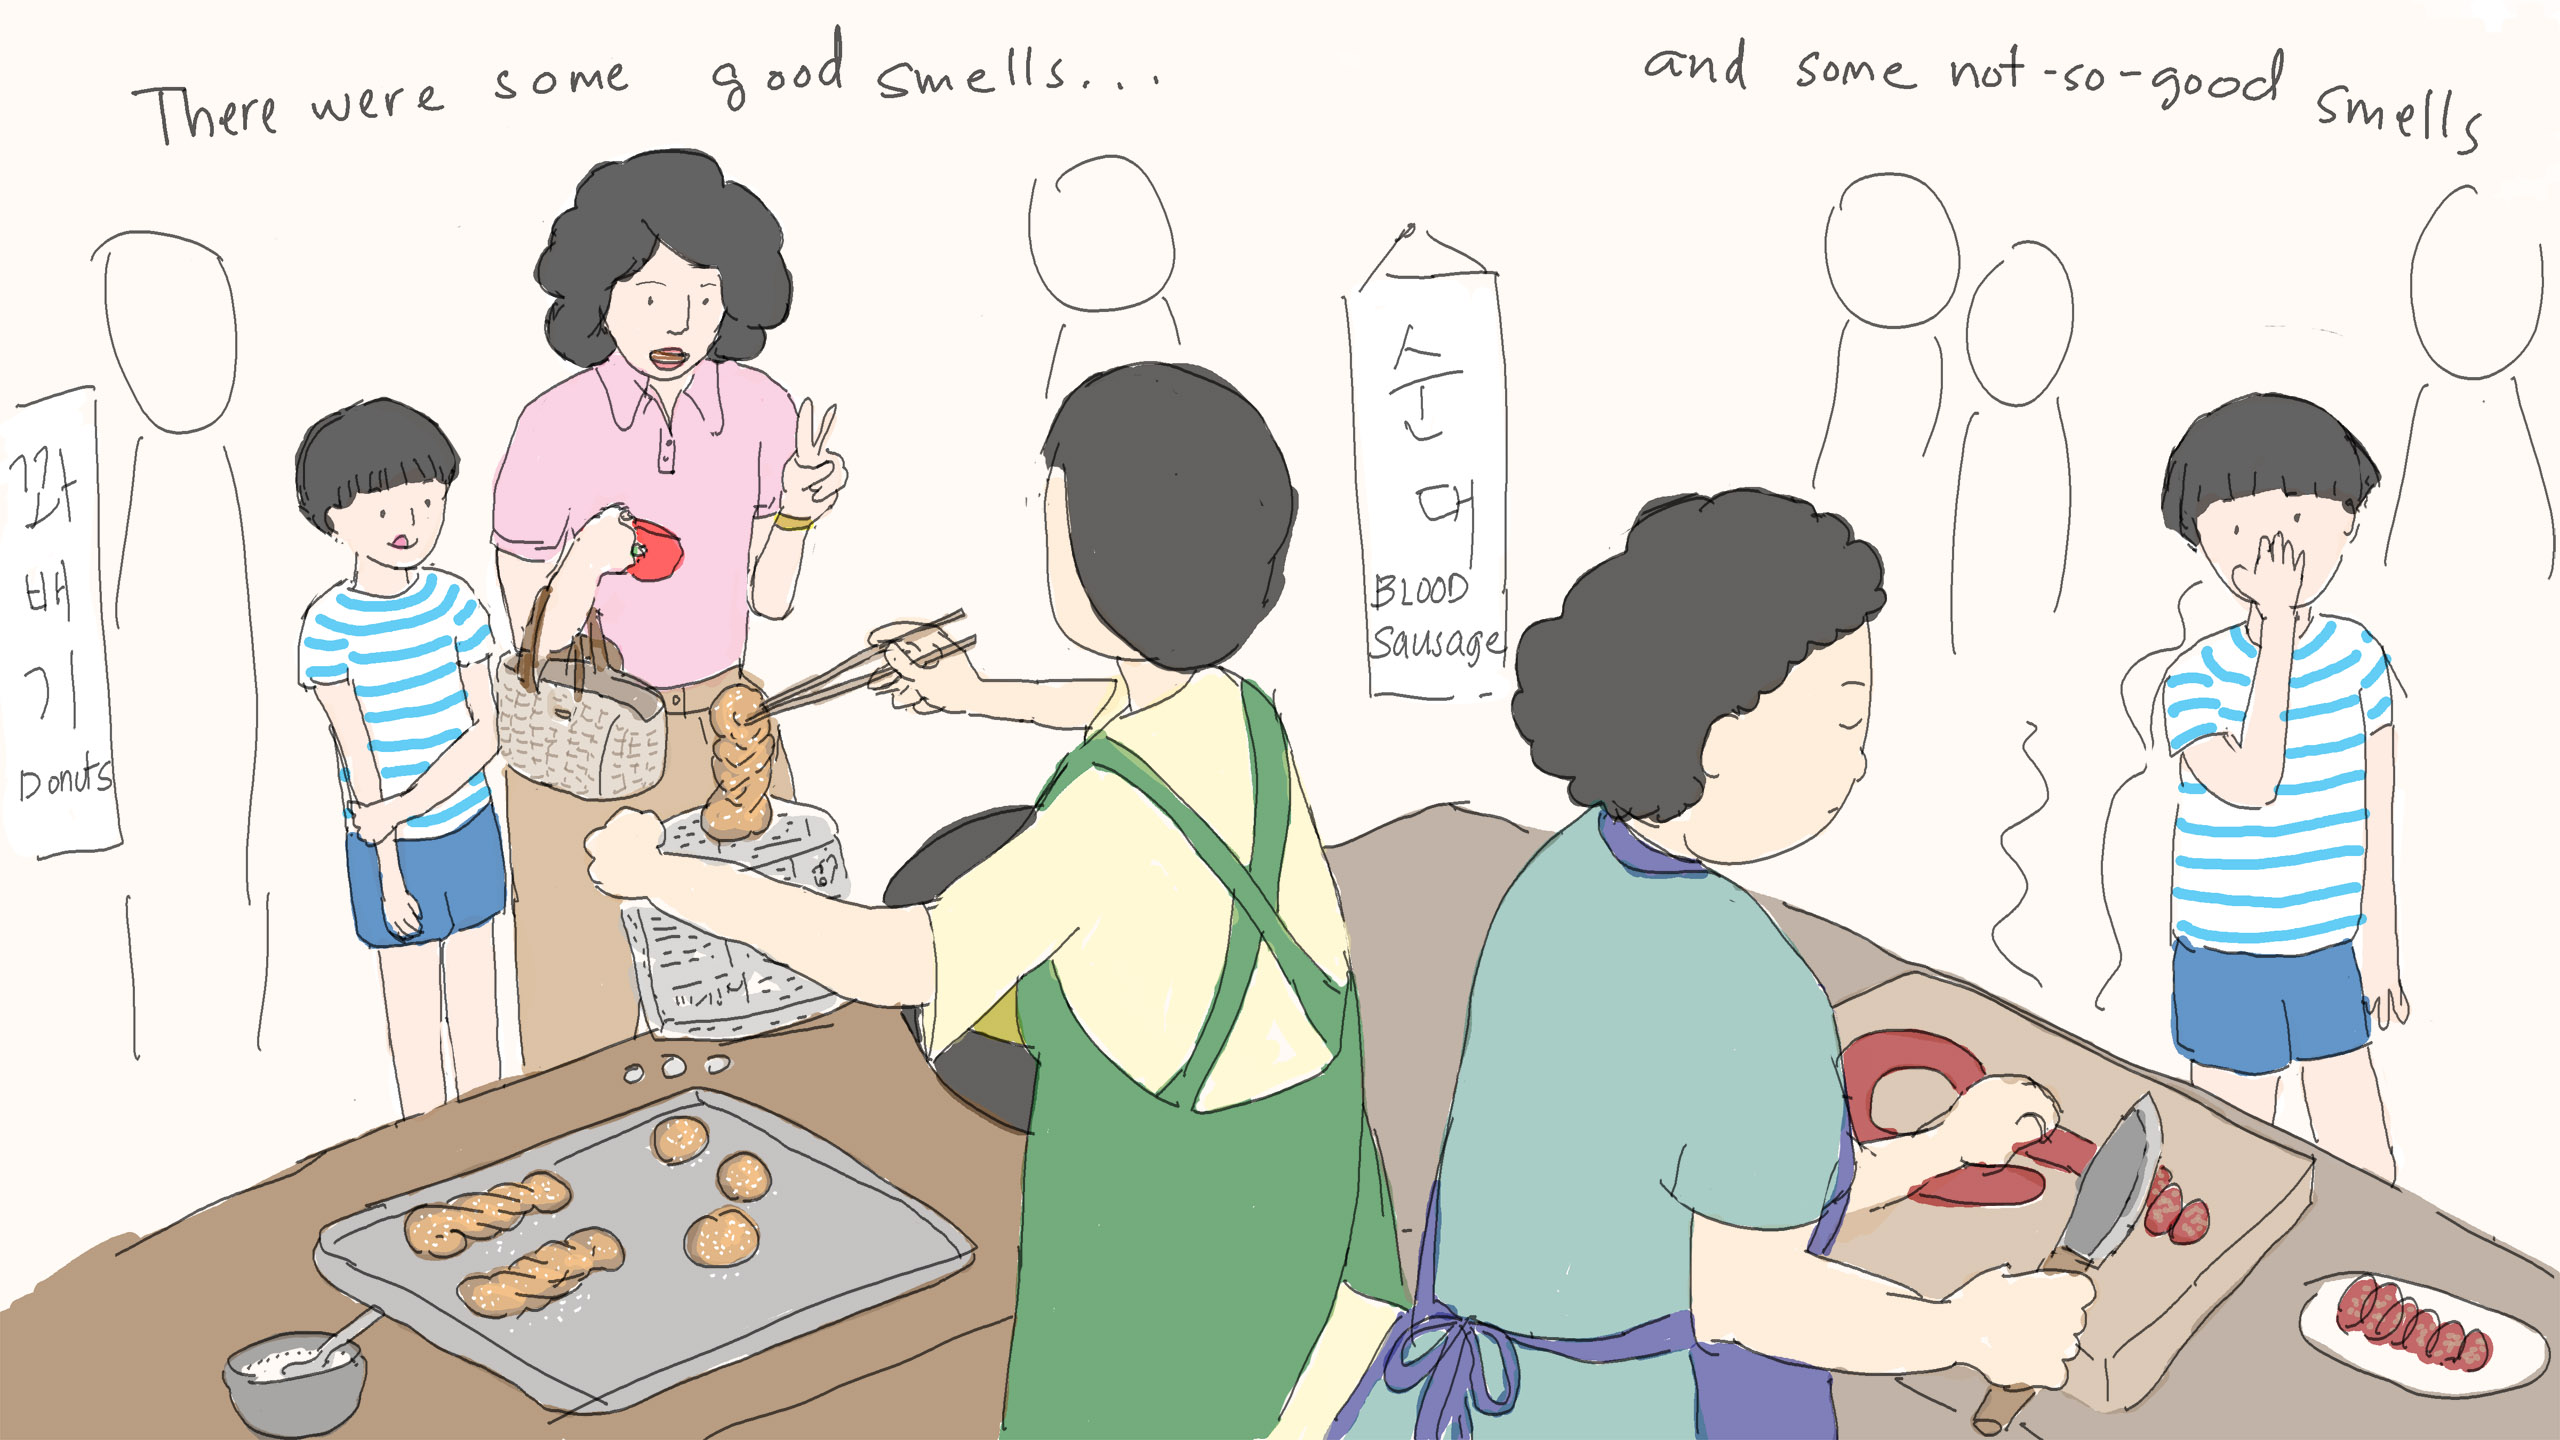 There were some good smells...
and some not-so-good smells
꽈
배
기
Donuts
순
대
BLOOD
Sausage